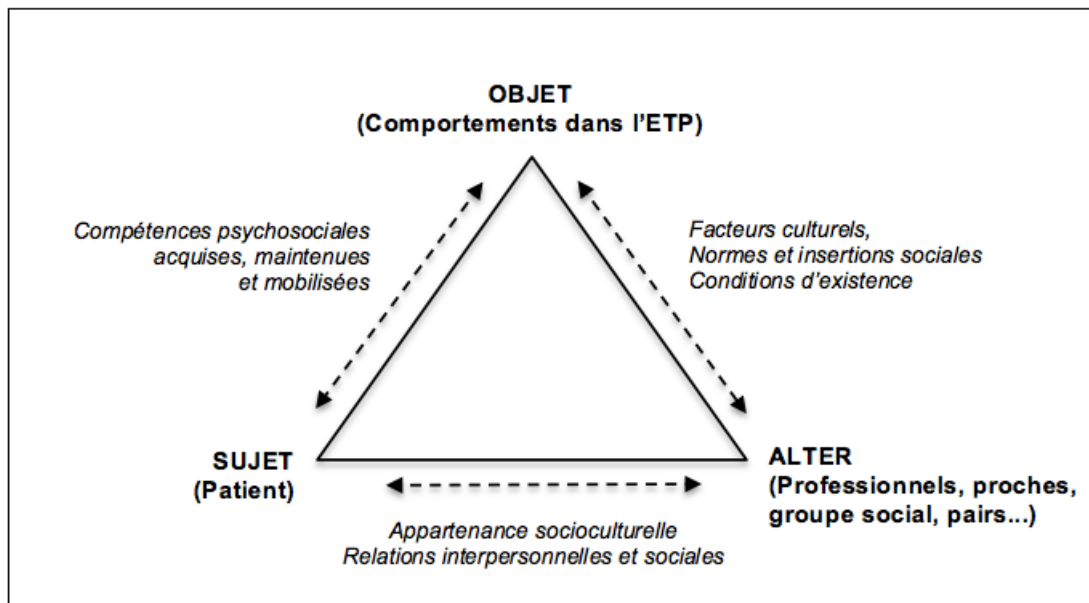 OBJET
(Comportements dans l'ETP)
Compétences psychosociales
acquises, maintenues
et mobilisées
Facteurs culturels,
Normes et insertions sociales
Conditions d'existence
SUJET
(Patient)
ALTER
(Professionnels, proches,
groupe social, pairs...)
Appartenance socioculturelle
Relations interpersonnelles et sociales